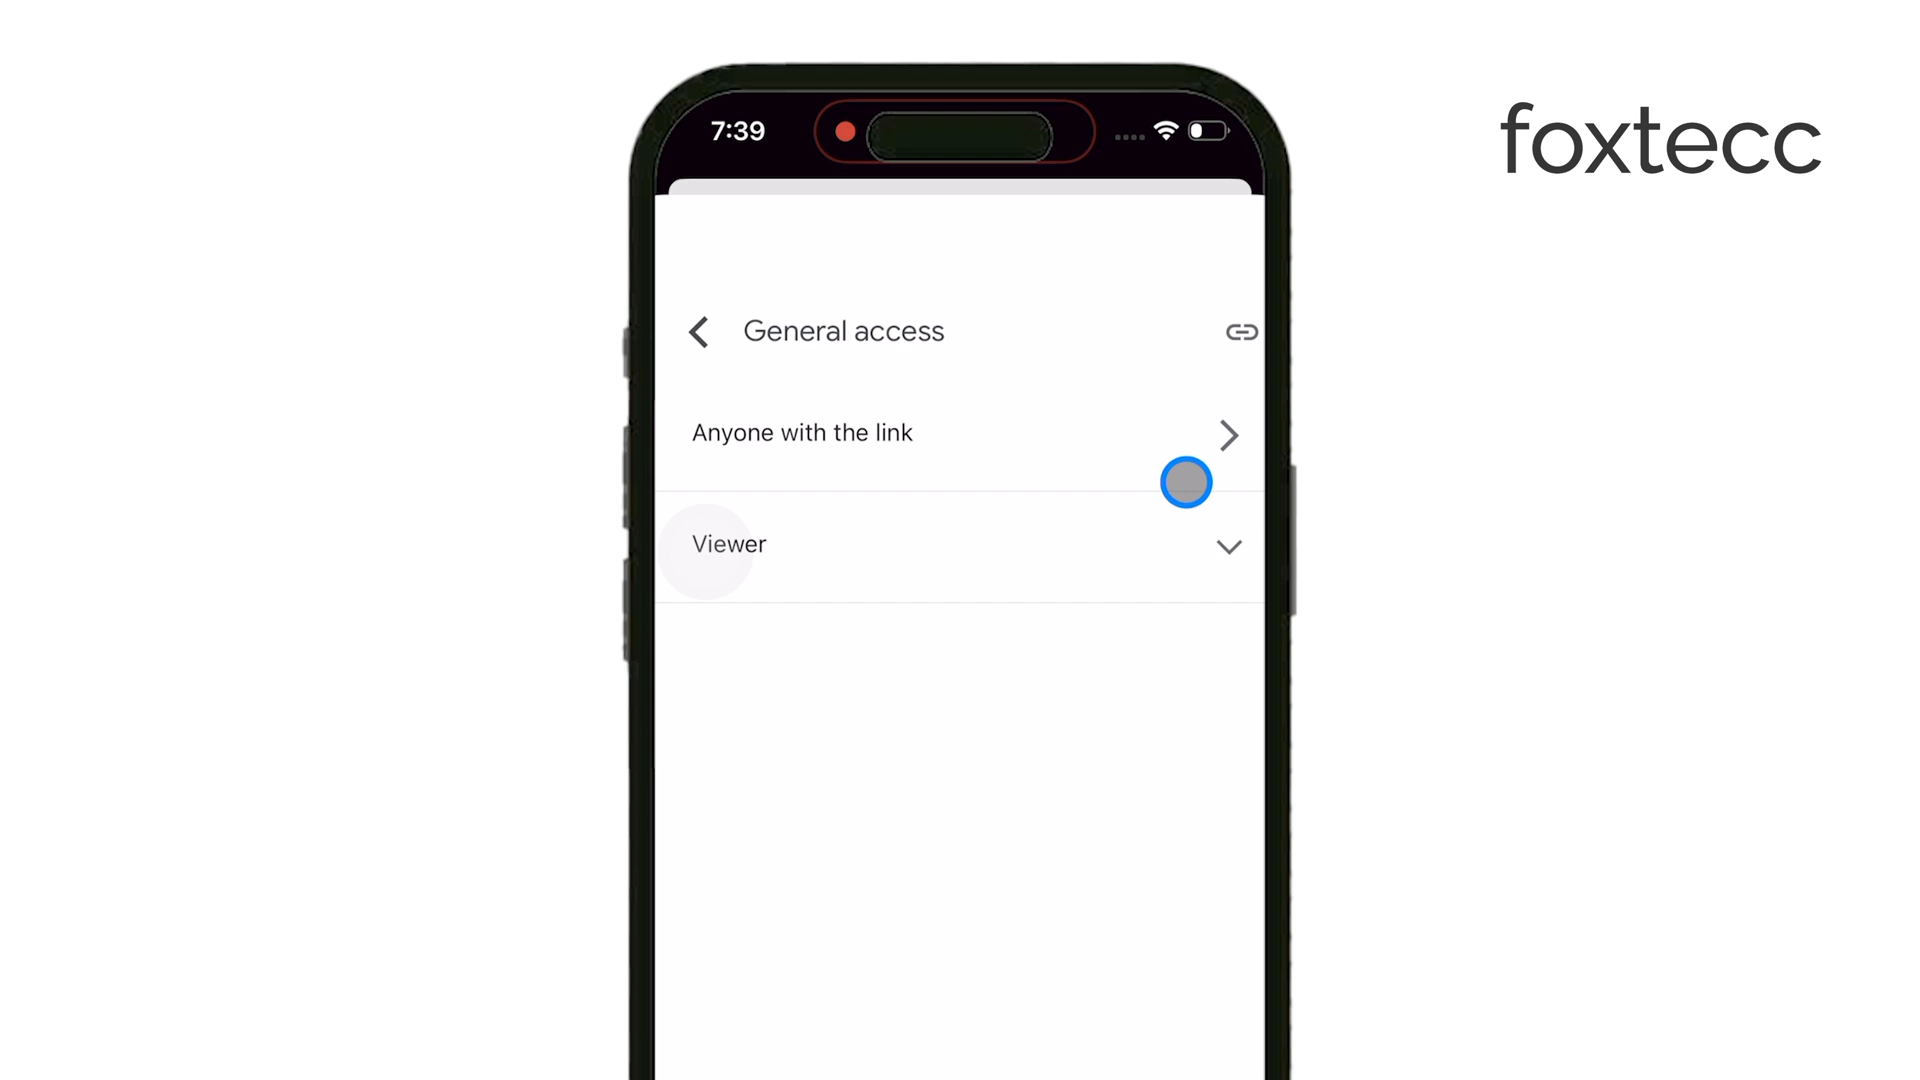 7:39
foxtecc
General access
Anyone with the link
Viewer